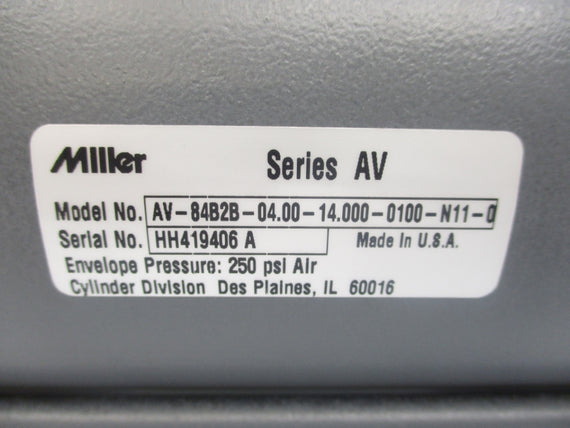 Miller Series AV
Model No. AV-84B2B-04.00-14.000-0100-N11-0
Serial No. HH419406 A Made In U.S.A.
Envelope Pressure: 250 psi Air
Cylinder Division Des Plaines, IL 60016